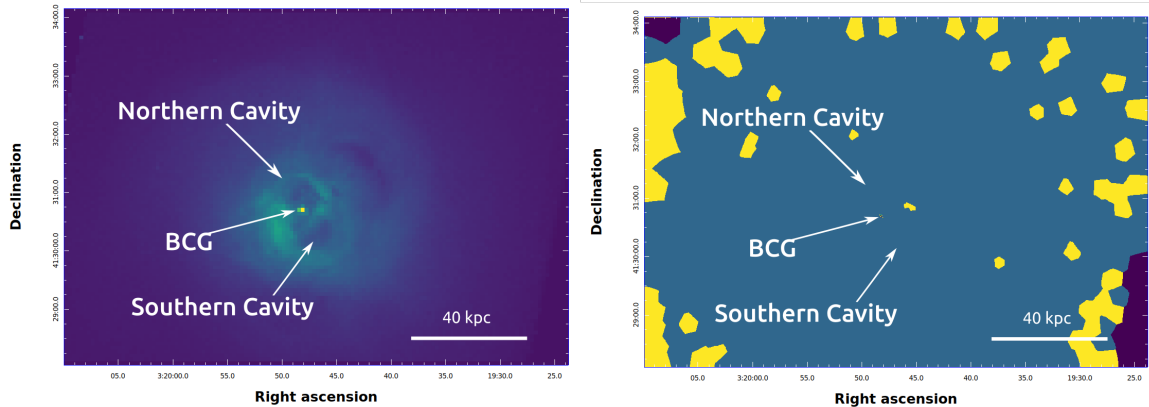 Declination
34:00.0
33:00.0
32:00.0
31:00.0
41:30:00.0
29:00.0
Northern Cavity
BCG
Southern Cavity
40 kpc
05.0 3:20:00.0 55.0 50.0 45.0 40.0 35.0 19:30.0 25.0
Right ascension
Declination
34:00.0
33:00.0
32:00.0
31:00.0
41:30:00.0
29:00.0
Northern Cavity
BCG
Southern Cavity
40 kpc
05.0 3:20:00.0 55.0 50.0 45.0 40.0 35.0 19:30.0 25.0
Right ascension